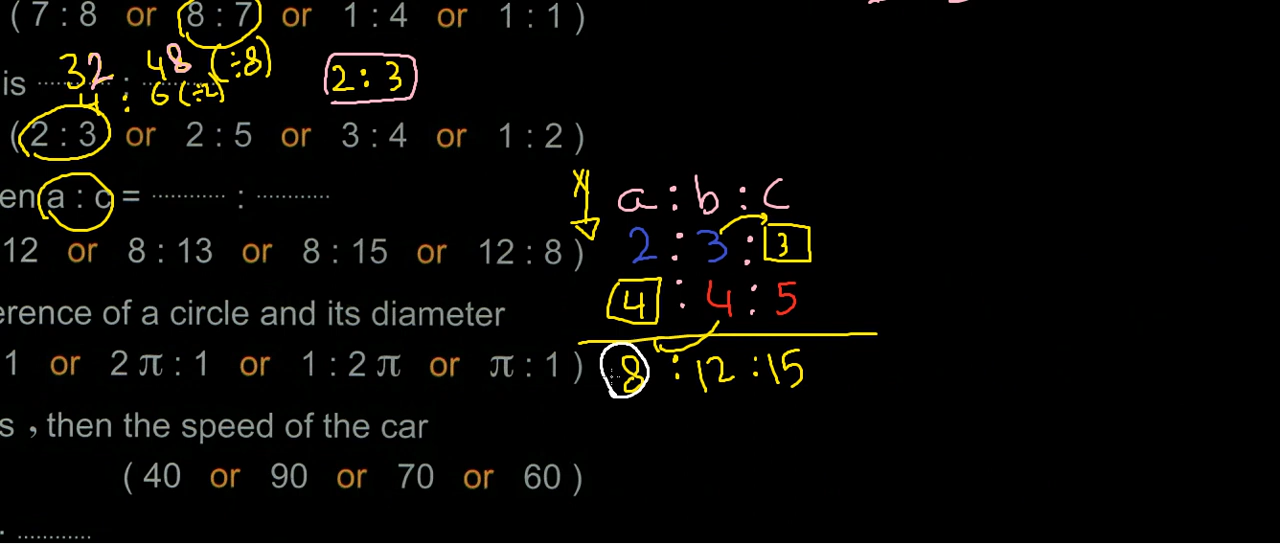 ( 7 : 8 or 8 : 7 or 1 : 4 or 1 : 1 )
32 : 48 (÷8)
is ............ : ............
4 : 6 (÷2)
2 : 3
( 2 : 3 or 2 : 5 or 3 : 4 or 1 : 2 )
en a : c = ............ : ............
12 or 8 : 13 or 8 : 15 or 12 : 8 )
a : b : c
2 : 3 : 3
4 : 4 : 5
8 : 12 : 15
erence of a circle and its diameter
1 or 2 π : 1 or 1 : 2 π or π : 1 )
s , then the speed of the car
( 40 or 90 or 70 or 60 )